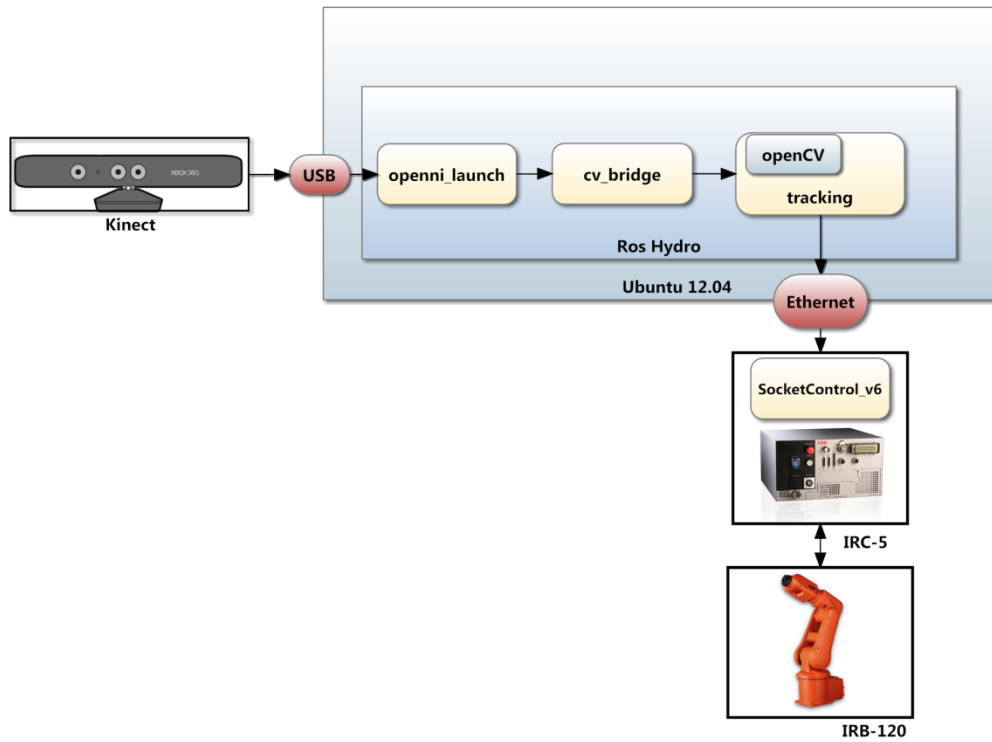 XBOX 360
Kinect
USB
openni_launch
cv_bridge
openCV
tracking
Ros Hydro
Ubuntu 12.04
Ethernet
SocketControl_v6
ABB
IRC-5
IRB-120